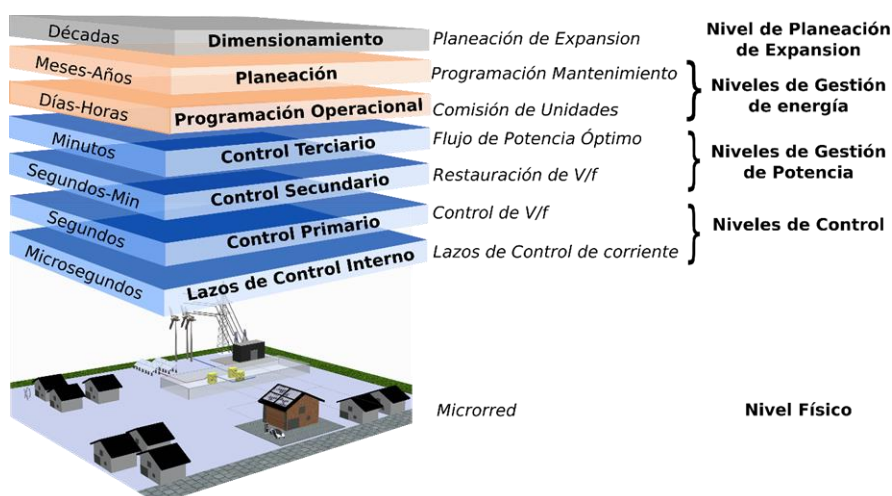 Décadas
Dimensionamiento
Planeación de Expansion
Nivel de Planeación
de Expansion
Meses-Años
Planeación
Programación Mantenimiento
Niveles de Gestión
de energía
Días-Horas
Programación Operacional
Comisión de Unidades
Minutos
Control Terciario
Flujo de Potencia Óptimo
Niveles de Gestión
de Potencia
Segundos-Min
Control Secundario
Restauración de V/f
Segundos
Control Primario
Control de V/f
Niveles de Control
Microsegundos
Lazos de Control Interno
Lazos de Control de corriente
Microrred
Nivel Físico